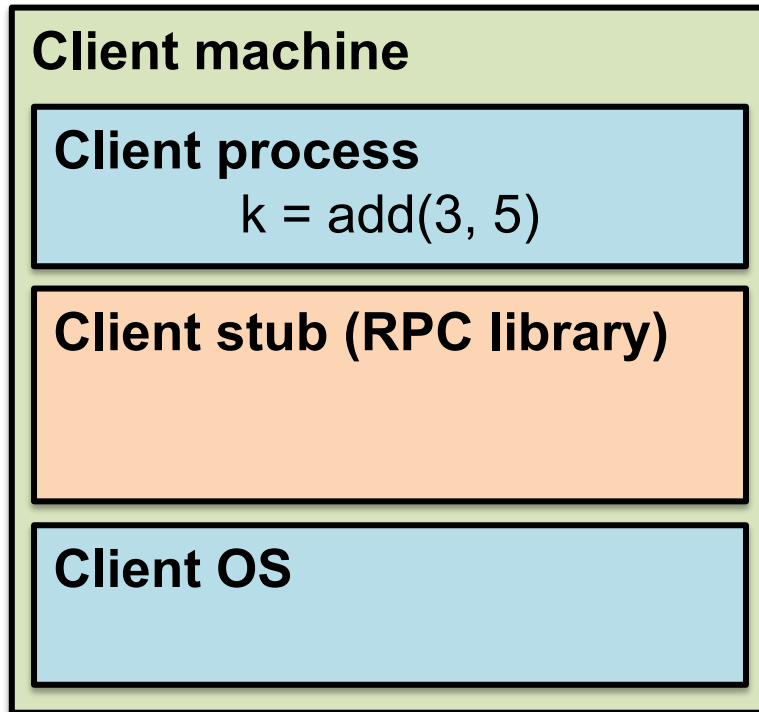 Client machine
Client process
k = add(3, 5)
Client stub (RPC library)
Client OS